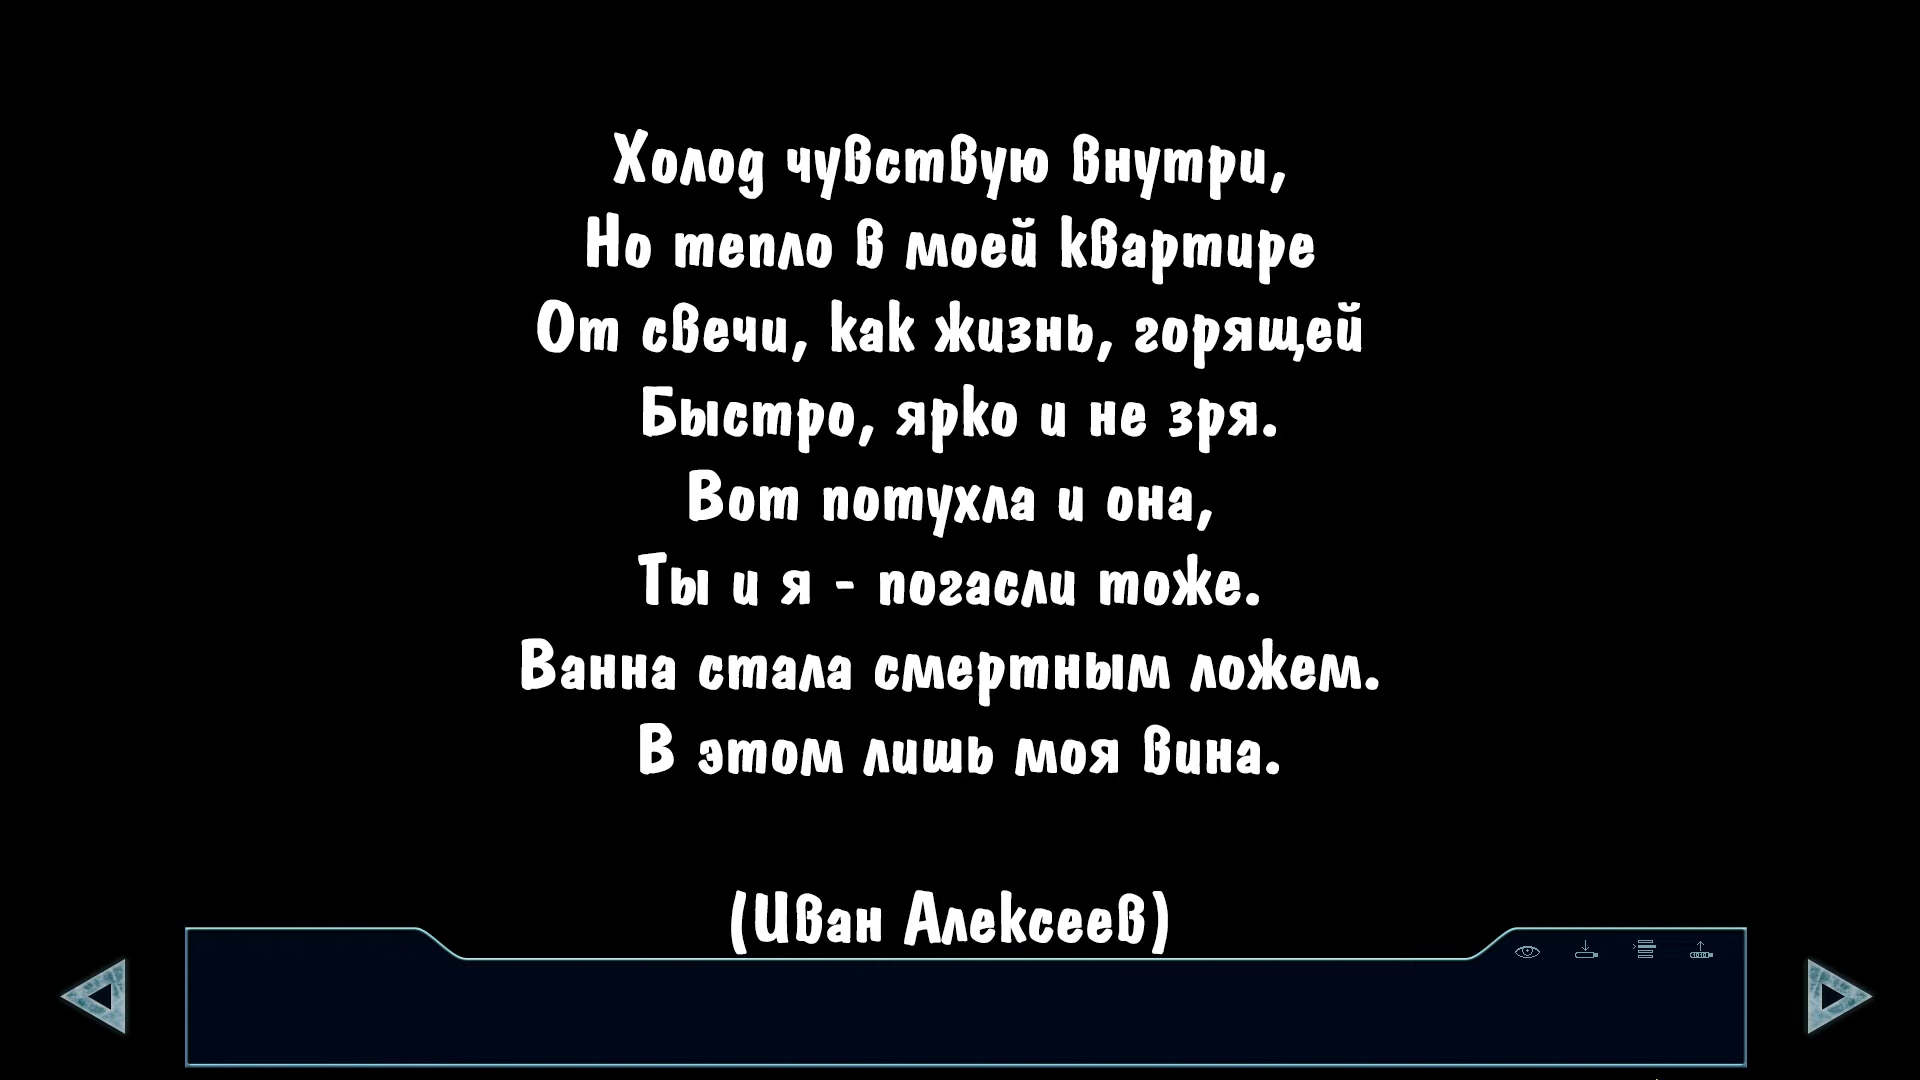 Холод чувствую внутри,
Но тепло в моей квартире
От свечи, как жизнь, горящей
Быстро, ярко и не зря.
Вот потухла и она,
Ты и я - погасли тоже.
Ванна стала смертным ложем.
В этом лишь моя вина.
(Иван Алексеев)